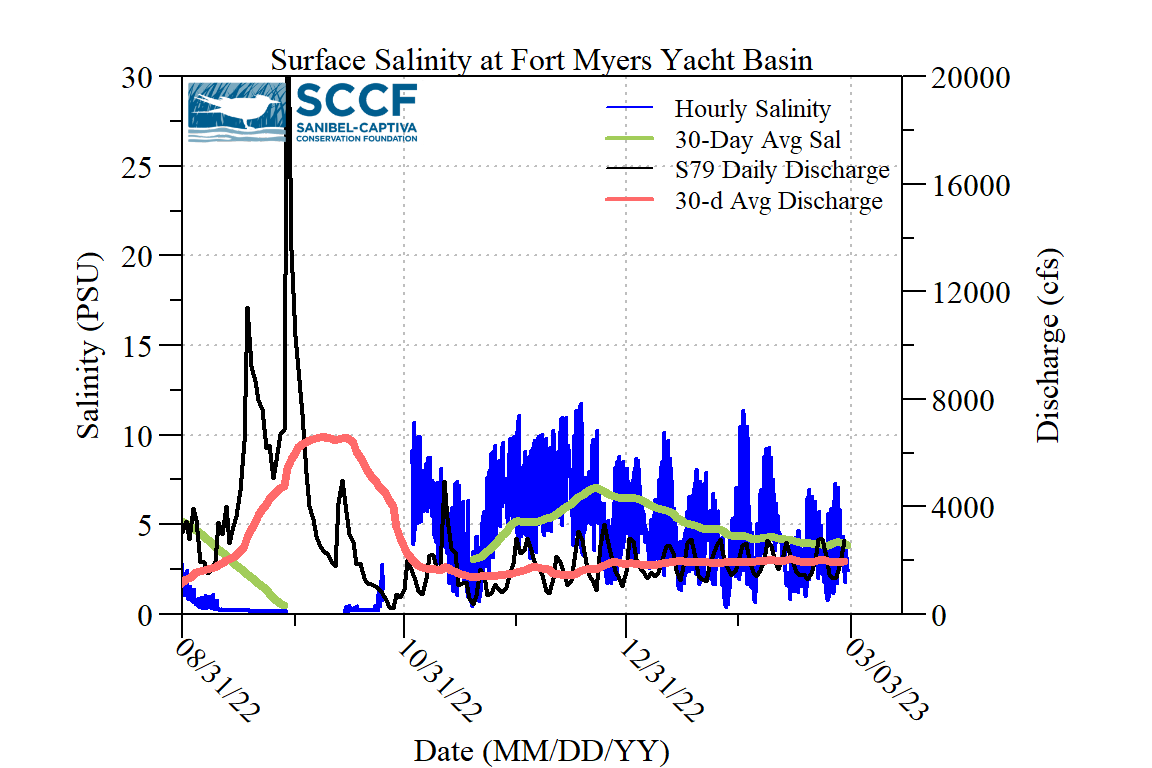 Surface Salinity at Fort Myers Yacht Basin
SCCF
SANIBEL-CAPTIVA
CONSERVATION FOUNDATION
Hourly Salinity
30-Day Avg Sal
S79 Daily Discharge
30-d Avg Discharge
Salinity (PSU)
30
25
20
15
10
5
0
20000
16000
12000
8000
4000
0
Discharge (cfs)
08/31/22
10/31/22
12/31/22
03/03/23
Date (MM/DD/YY)